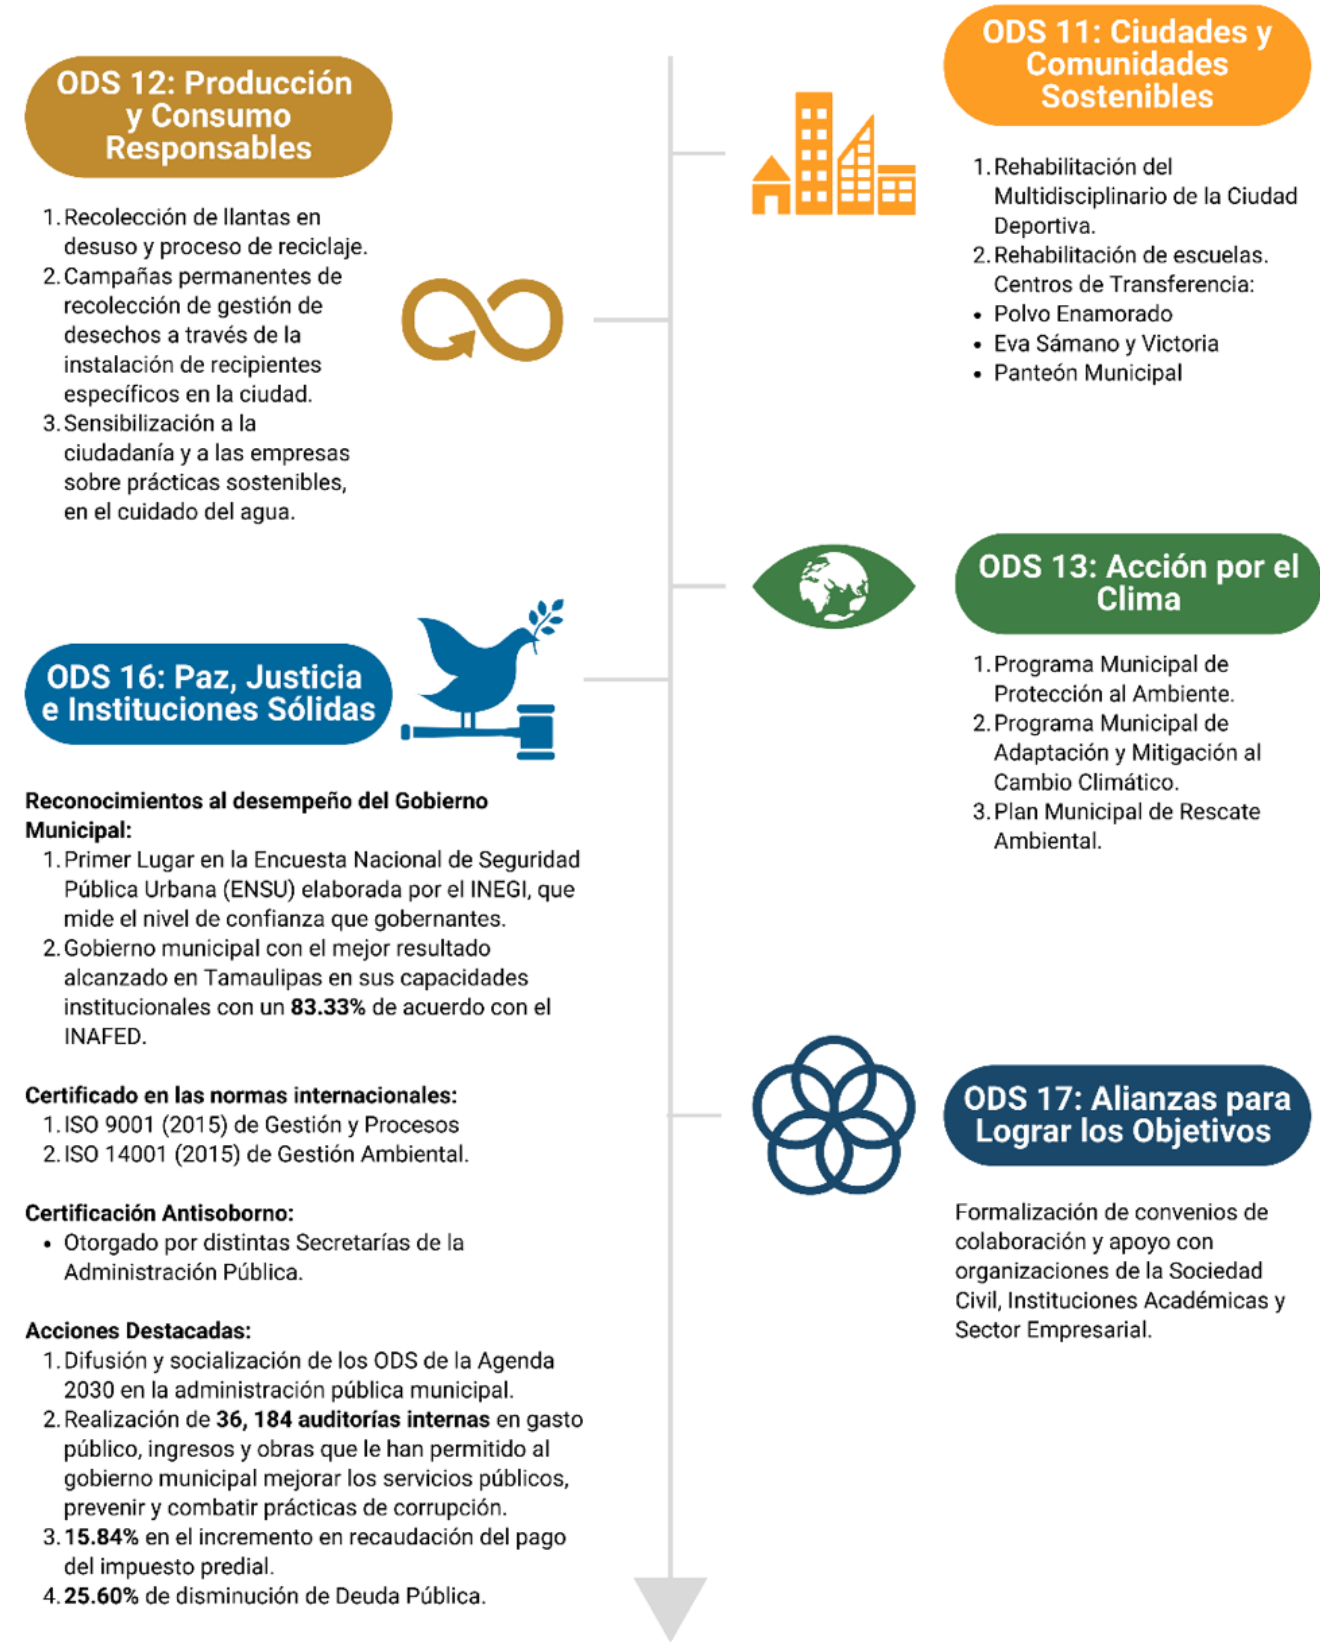 ODS 11: Ciudades y
Comunidades
Sostenibles
1. Rehabilitación del
Multidisciplinario de la Ciudad
Deportiva.
2. Rehabilitación de escuelas.
Centros de Transferencia:
• Polvo Enamorado
• Eva Sámano y Victoria
• Panteón Municipal
ODS 12: Producción
y Consumo
Responsables
1. Recolección de llantas en
desuso y proceso de reciclaje.
2. Campañas permanentes de
recolección de gestión de
desechos a través de la
instalación de recipientes
específicos en la ciudad.
3. Sensibilización a la
ciudadanía y a las empresas
sobre prácticas sostenibles,
en el cuidado del agua.
ODS 13: Acción por el
Clima
1. Programa Municipal de
Protección al Ambiente.
2. Programa Municipal de
Adaptación y Mitigación al
Cambio Climático.
3. Plan Municipal de Rescate
Ambiental.
ODS 16: Paz, Justicia
e Instituciones Sólidas
Reconocimientos al desempeño del Gobierno
Municipal:
1. Primer Lugar en la Encuesta Nacional de Seguridad
Pública Urbana (ENSU) elaborada por el INEGI, que
mide el nivel de confianza que gobernantes.
2. Gobierno municipal con el mejor resultado
alcanzado en Tamaulipas en sus capacidades
institucionales con un 83.33% de acuerdo con el
INAFED.
Certificado en las normas internacionales:
1. ISO 9001 (2015) de Gestión y Procesos
2. ISO 14001 (2015) de Gestión Ambiental.
Certificación Antisoborno:
• Otorgado por distintas Secretarías de la
Administración Pública.
Acciones Destacadas:
1. Difusión y socialización de los ODS de la Agenda
2030 en la administración pública municipal.
2. Realización de 36, 184 auditorías internas en gasto
público, ingresos y obras que le han permitido al
gobierno municipal mejorar los servicios públicos,
prevenir y combatir prácticas de corrupción.
3. 15.84% en el incremento en recaudación del pago
del impuesto predial.
4. 25.60% de disminución de Deuda Pública.
ODS 17: Alianzas para
Lograr los Objetivos
Formalización de convenios de
colaboración y apoyo con
organizaciones de la Sociedad
Civil, Instituciones Académicas y
Sector Empresarial.